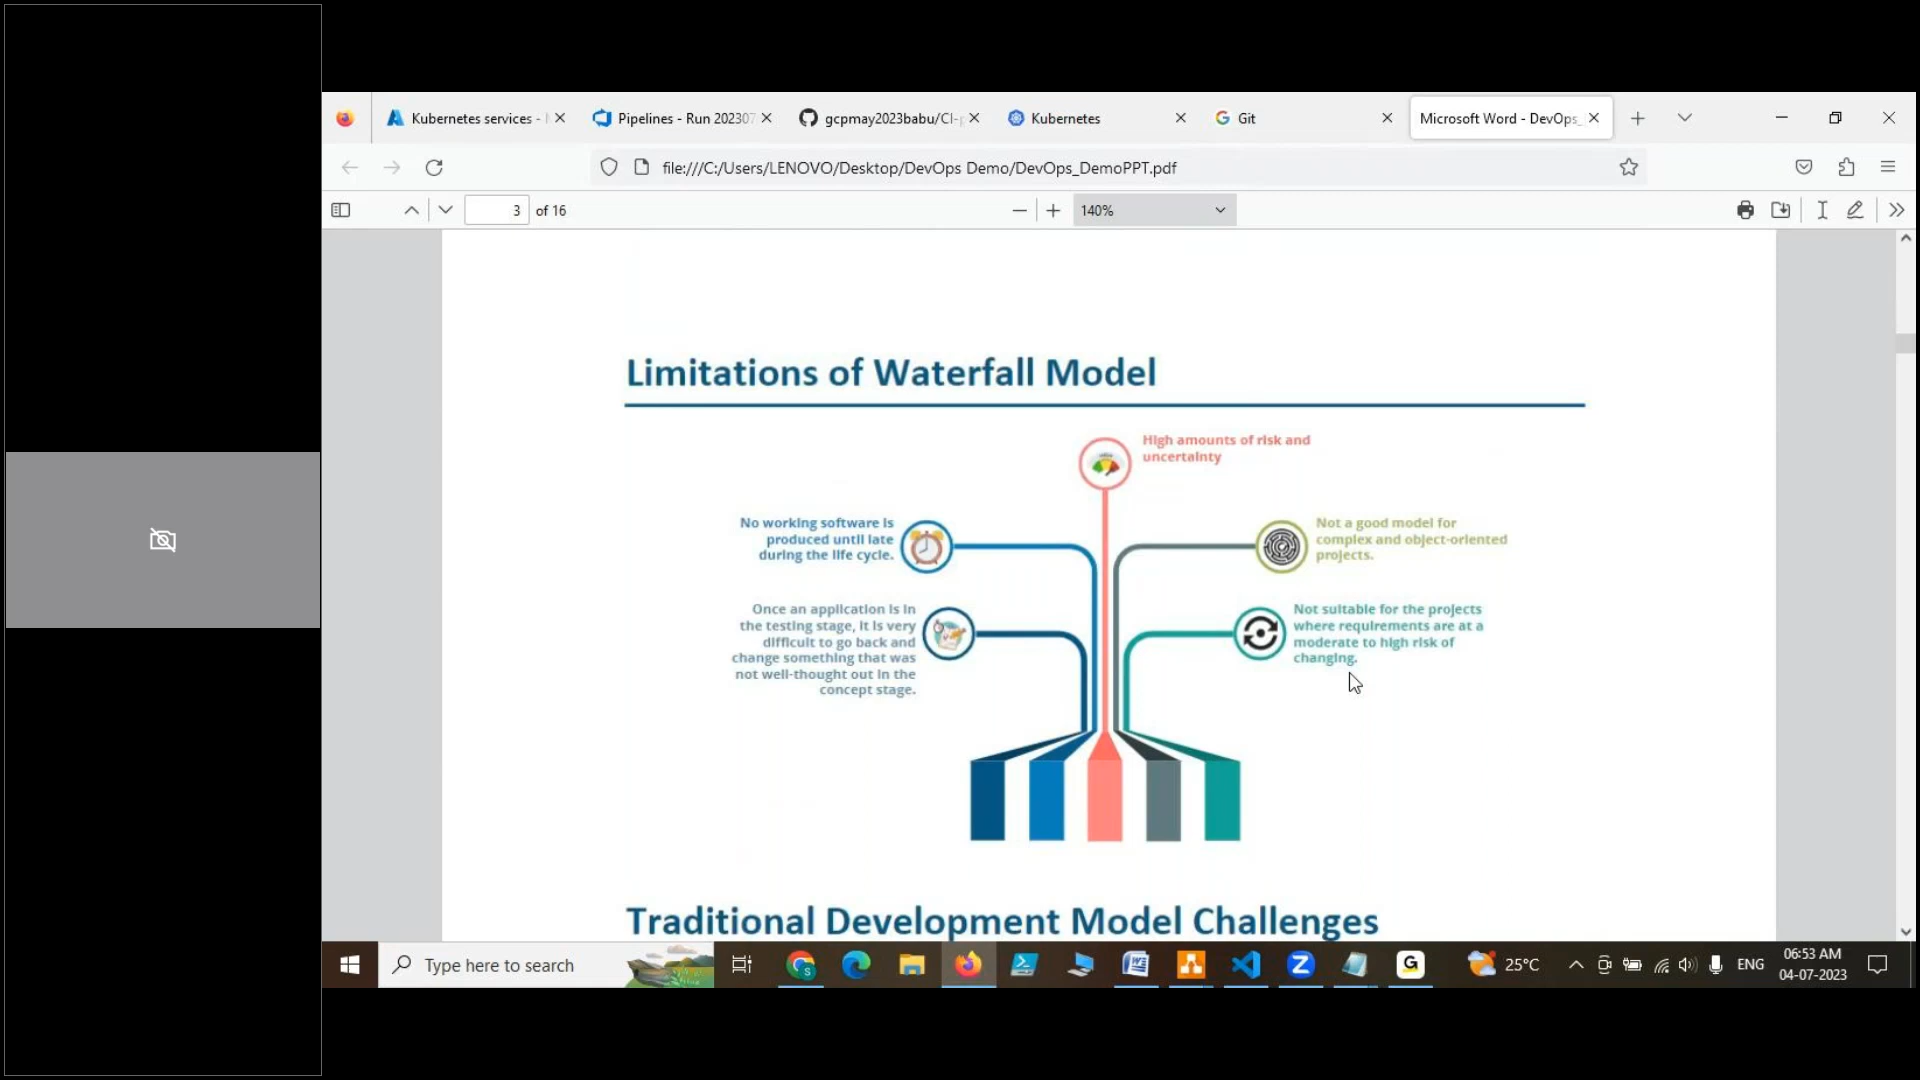 Kubernetes services -
Pipelines - Run 202307
gcpmay2023babu/CI-p
Kubernetes
Git
Microsoft Word - DevOps_
file:///C:/Users/LENOVO/Desktop/DevOps Demo/DevOps_DemoPPT.pdf
3 of 16
140%
Limitations of Waterfall Model
High amounts of risk and
uncertainty
No working software is
produced until late
during the life cycle.
Not a good model for
complex and object-oriented
projects.
Once an application is in
the testing stage, it is very
difficult to go back and
change something that was
not well-thought out in the
concept stage.
Not suitable for the projects
where requirements are at a
moderate to high risk of
changing.
Traditional Development Model Challenges
Type here to search
25°C
ENG
06:53 AM
04-07-2023